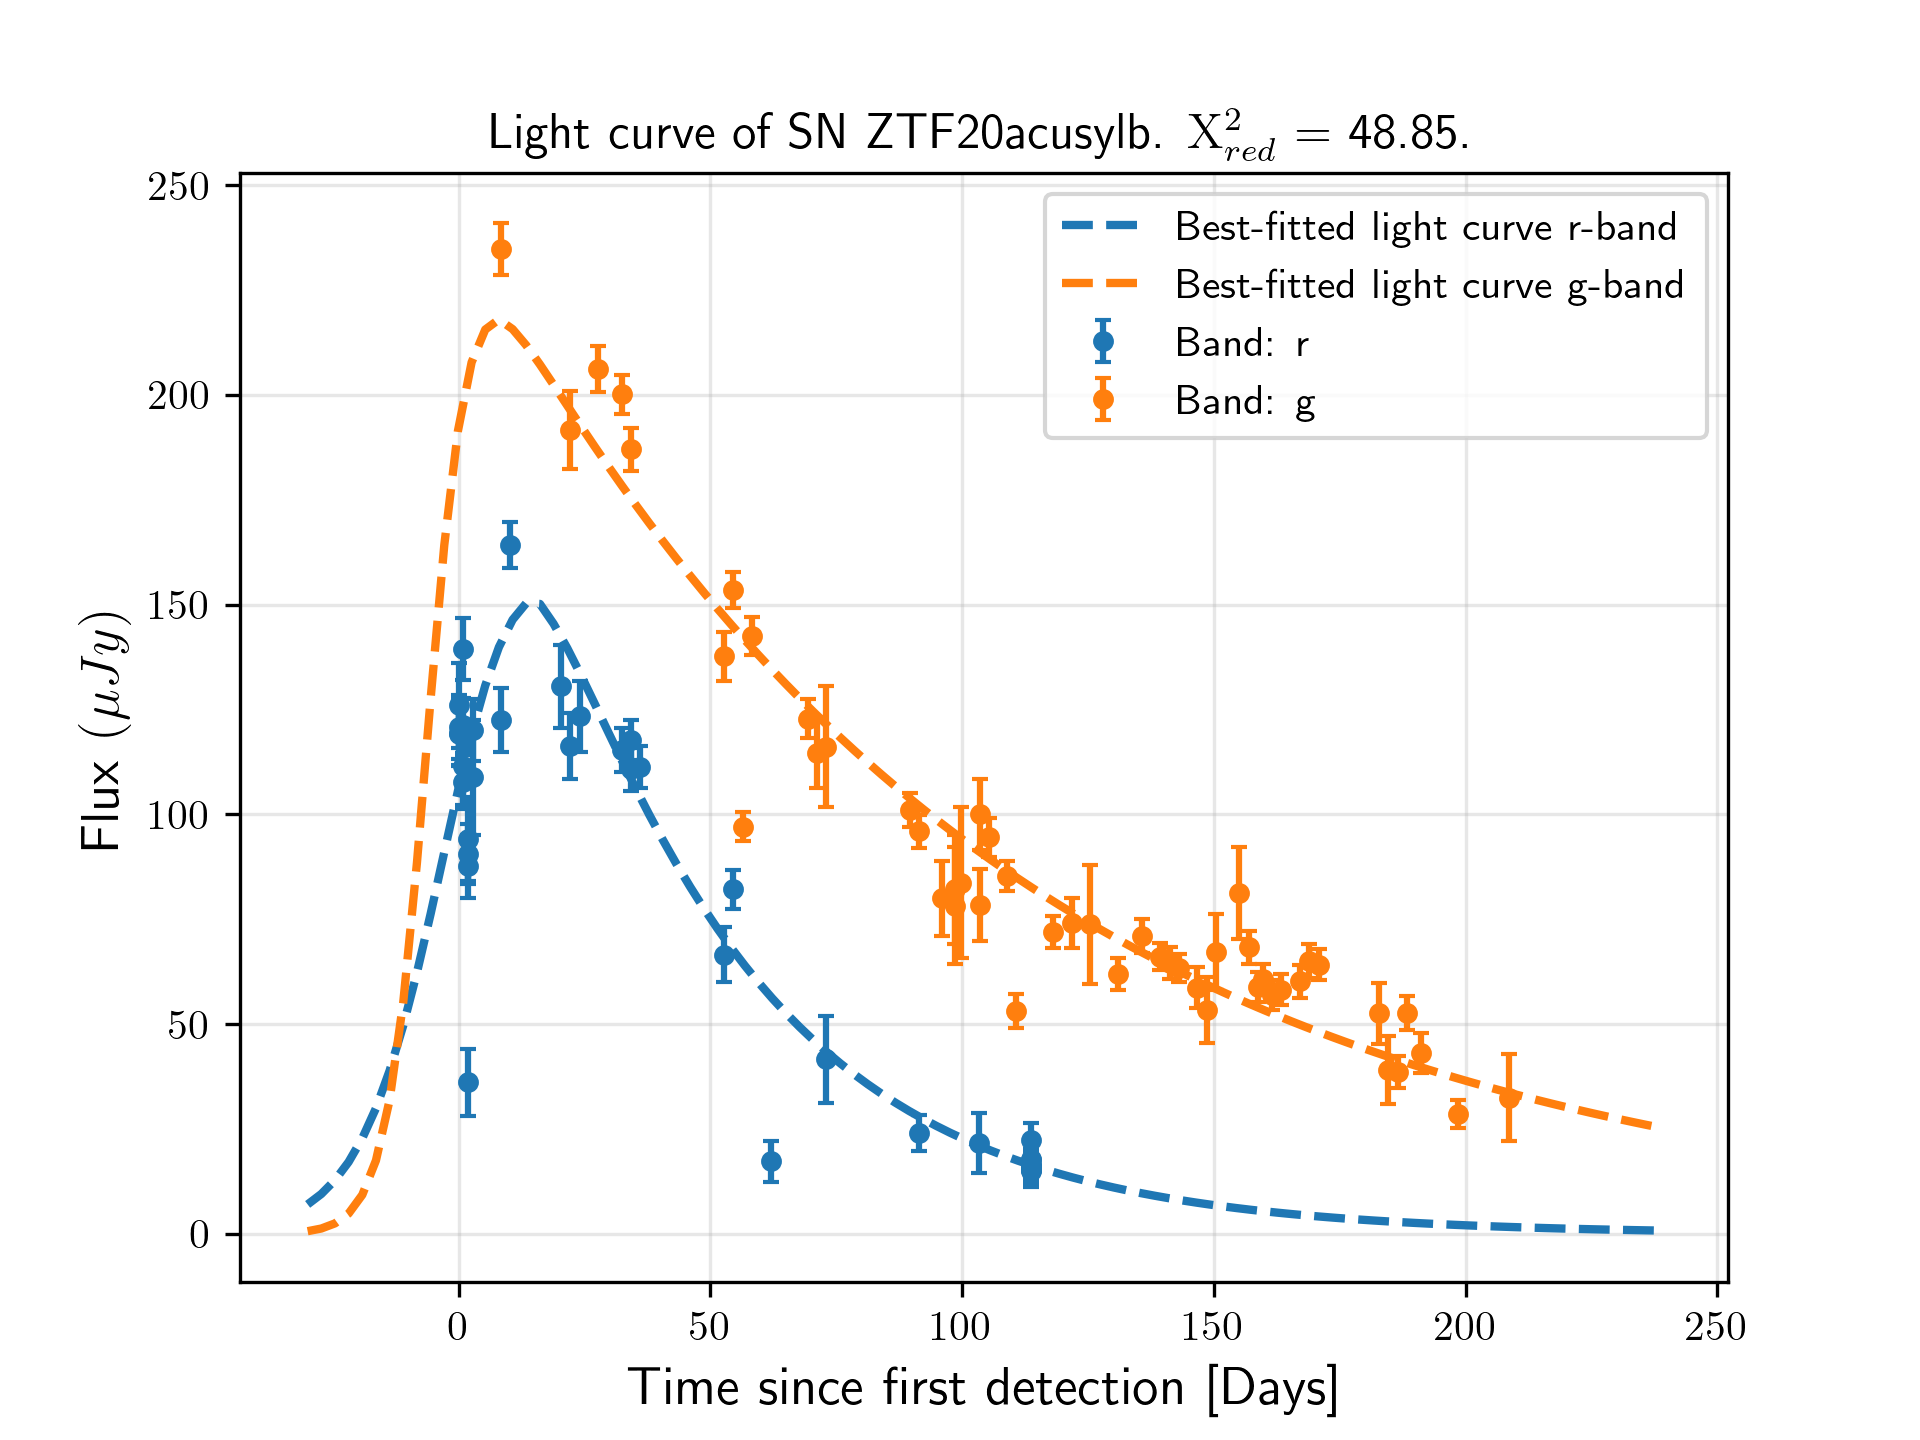 Light curve of SN ZTF20acusylb. X²_red = 48.85.
Best-fitted light curve r-band
Best-fitted light curve g-band
Band: r
Band: g
250
200
150
100
50
0
Flux (μJy)
0 50 100 150 200 250
Time since first detection [Days]